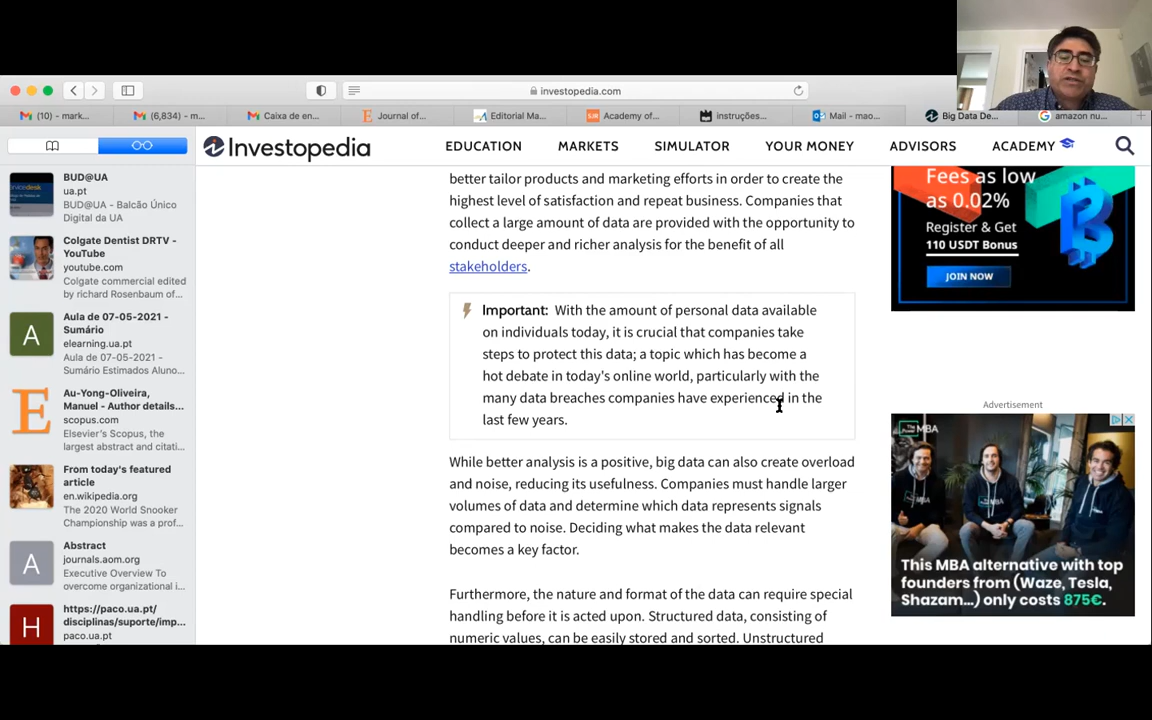 investopedia.com
(10) - mark...
(6,834) - m...
Caixa de en...
Journal of...
Editorial Ma...
SJR
Academy of...
instruções...
Mail - mao...
Big Data De...
amazon nu...
BUD@UA
ua.pt
BUD@UA - Balcão Único
Digital da UA
Colgate Dentist DRTV -
YouTube
youtube.com
Colgate commercial edited
by richard Rosenbaum of...
A
Aula de 07-05-2021 -
Sumário
elearning.ua.pt
Aula de 07-05-2021 -
Sumário Estimados Aluno...
Au-Yong-Oliveira,
Manuel - Author details...
scopus.com
Elsevier's Scopus, the
largest abstract and citati...
From today's featured
article
en.wikipedia.org
The 2020 World Snooker
Championship was a prof...
A
Abstract
journals.aom.org
Executive Overview To
overcome organizational i...
H
https://paco.ua.pt/
disciplinas/suporte/imp...
paco.ua.pt
Investopedia
EDUCATION
MARKETS
SIMULATOR
YOUR MONEY
ADVISORS
ACADEMY
better tailor products and marketing efforts in order to create the
highest level of satisfaction and repeat business. Companies that
collect a large amount of data are provided with the opportunity to
conduct deeper and richer analysis for the benefit of all
stakeholders.
Important: With the amount of personal data available
on individuals today, it is crucial that companies take
steps to protect this data; a topic which has become a
hot debate in today's online world, particularly with the
many data breaches companies have experienced in the
last few years.
While better analysis is a positive, big data can also create overload
and noise, reducing its usefulness. Companies must handle larger
volumes of data and determine which data represents signals
compared to noise. Deciding what makes the data relevant
becomes a key factor.
Furthermore, the nature and format of the data can require special
handling before it is acted upon. Structured data, consisting of
numeric values, can be easily stored and sorted. Unstructured
Fees as low
as 0.02%
Register & Get
110 USDT Bonus
JOIN NOW
Advertisement
MBA
This MBA alternative with top
founders from (Waze, Tesla,
Shazam...) only costs 875€.